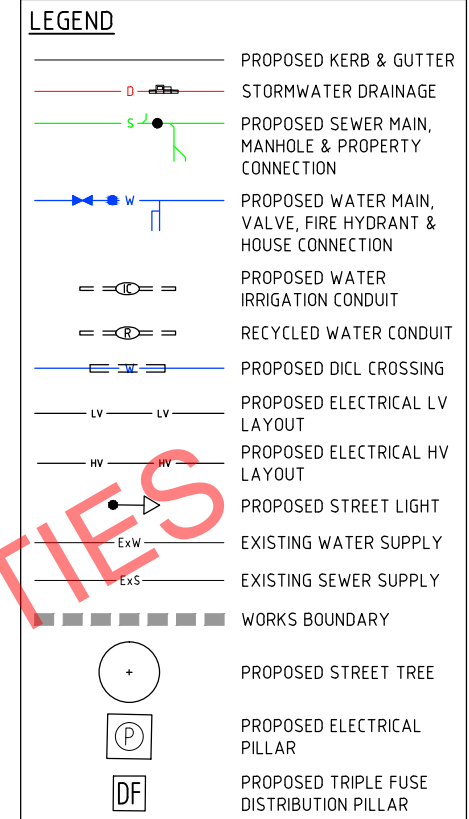 LEGEND
PROPOSED KERB & GUTTER
D STORMWATER DRAINAGE
S PROPOSED SEWER MAIN,
MANHOLE & PROPERTY
CONNECTION
W PROPOSED WATER MAIN,
VALVE, FIRE HYDRANT &
HOUSE CONNECTION
IC PROPOSED WATER
IRRIGATION CONDUIT
R RECYCLED WATER CONDUIT
W PROPOSED DICL CROSSING
LV LV PROPOSED ELECTRICAL LV
LAYOUT
HV HV PROPOSED ELECTRICAL HV
LAYOUT
PROPOSED STREET LIGHT
ExW EXISTING WATER SUPPLY
ExS EXISTING SEWER SUPPLY
WORKS BOUNDARY
PROPOSED STREET TREE
P PROPOSED ELECTRICAL
PILLAR
DF PROPOSED TRIPLE FUSE
DISTRIBUTION PILLAR
TIES